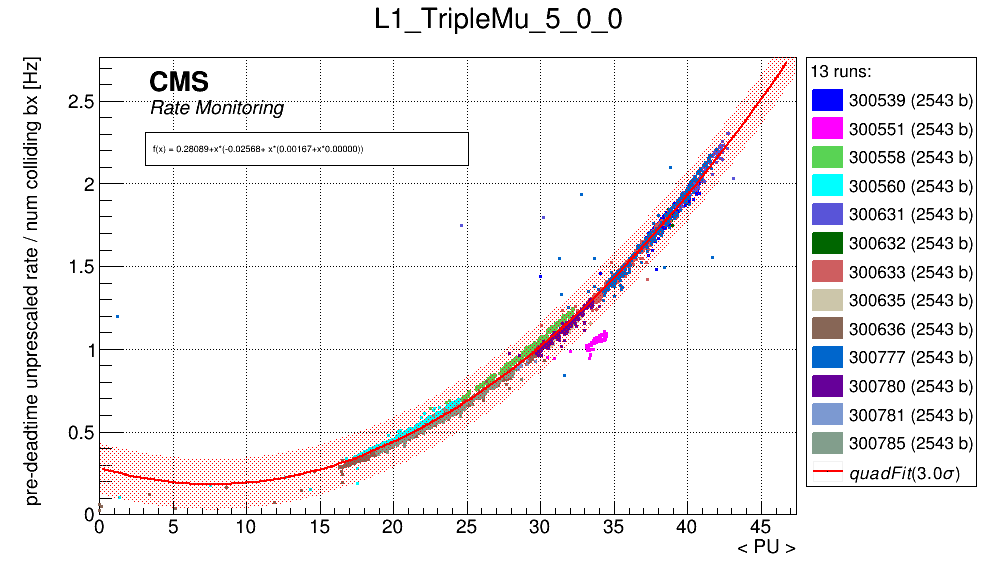 L1_TripleMu_5_0_0
pre-deadtime unprescaled rate / num colliding bx [Hz]
CMS
Rate Monitoring
f(x) = 0.28089+x*(-0.02568+ x*(0.00167+x*0.00000))
2.5
2
1.5
1
0.5
0
0 5 10 15 20 25 30 35 40 45
< PU >
13 runs:
300539 (2543 b)
300551 (2543 b)
300558 (2543 b)
300560 (2543 b)
300631 (2543 b)
300632 (2543 b)
300633 (2543 b)
300635 (2543 b)
300636 (2543 b)
300777 (2543 b)
300780 (2543 b)
300781 (2543 b)
300785 (2543 b)
quadFit(3.0σ)